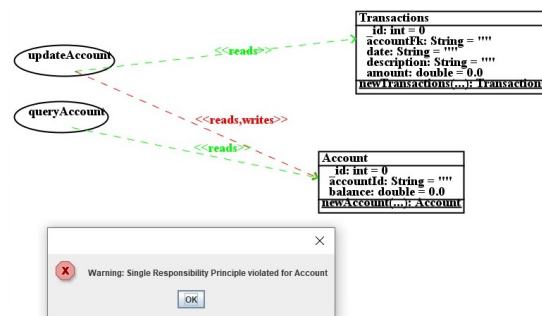 Transactions
_id: int = 0
accountFk: String = ""
date: String = ""
description: String = ""
amount: double = 0.0
newTransactions(...): Transaction
updateAccount
<<reads>>
queryAccount
<<reads,writes>>
<<reads>>
Account
_id: int = 0
accountId: String = ""
balance: double = 0.0
newAccount(...): Account
Warning: Single Responsibility Principle violated for Account
OK